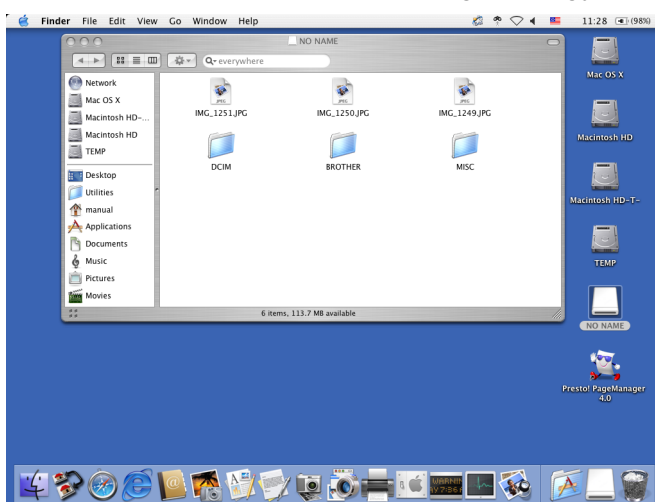 Finder File Edit View Go Window Help
11:28 (98%)
NO NAME
everywhere
Network
Mac OS X
Macintosh HD-...
Macintosh HD
TEMP
Desktop
Utilities
manual
Applications
Documents
Music
Pictures
Movies
JPEG JPEG JPEG
IMG_1251.JPG IMG_1250.JPG IMG_1249.JPG
DCIM BROTHER MISC
6 items, 113.7 MB available
Mac OS X
Macintosh HD
Macintosh HD-T-
TEMP
NO NAME
Presto! PageManager
4.0